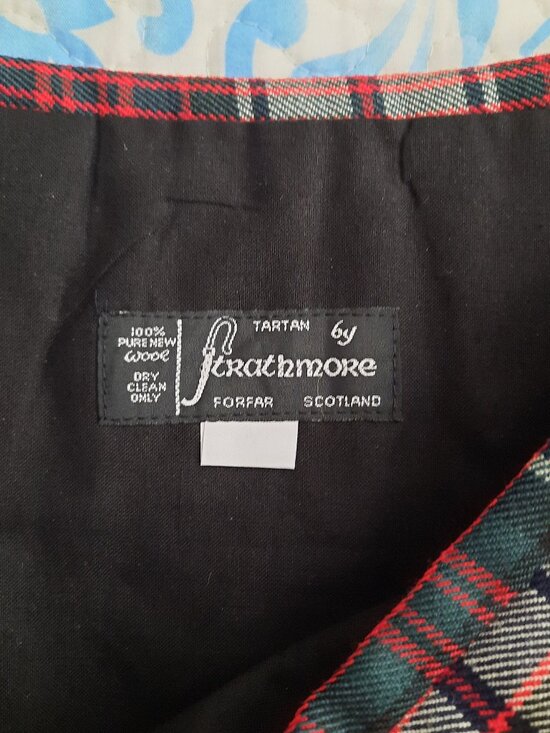 100%
PURE NEW
wool
DRY
CLEAN
ONLY
TARTAN by
Strathmore
FORFAR SCOTLAND